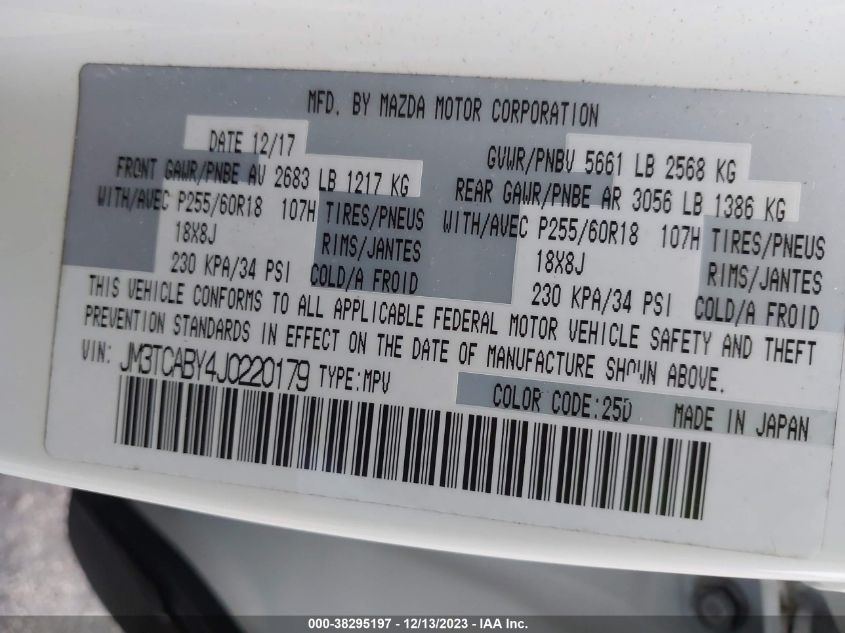 MFD. BY MAZDA MOTOR CORPORATION
DATE 12/17 GVWR/PNBV 5661 LB 2568 KG
FRONT GAWR/PNBE AV 2683 LB 1217 KG REAR GAWR/PNBE AR 3056 LB 1386 KG
WITH/AVEC P255/60R18 107H TIRES/PNEUS WITH/AVEC P255/60R18 107H TIRES/PNEUS
18X8J RIMS/JANTES 18X8J RIMS/JANTES
230 KPA/34 PSI COLD/A FROID 230 KPA/34 PSI COLD/A FROID
THIS VEHICLE CONFORMS TO ALL APPLICABLE FEDERAL MOTOR VEHICLE SAFETY AND THEFT
PREVENTION STANDARDS IN EFFECT ON THE DATE OF MANUFACTURE SHOWN ABOVE.
VIN: JM3TCABY4J0220179 TYPE:MPV
COLOR CODE:25D MADE IN JAPAN
000-38295197 - 12/13/2023 - IAA Inc.